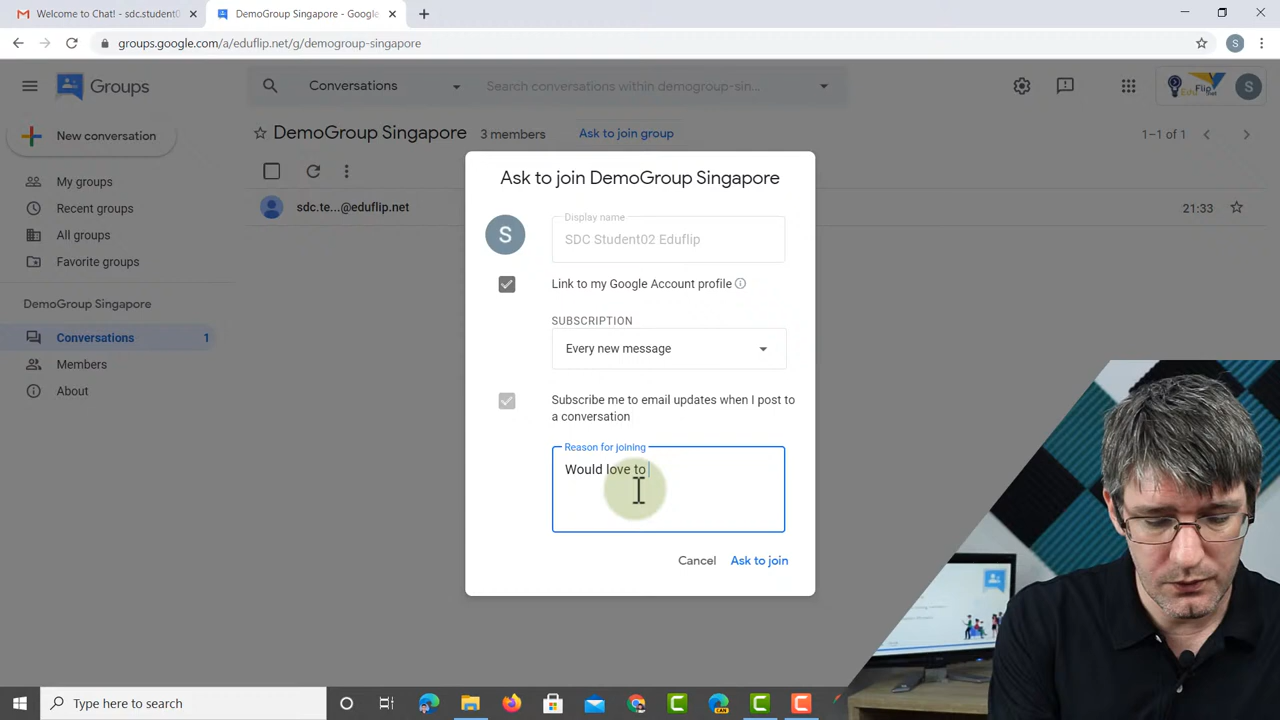 Welcome to Chat! - sdc.student0
DemoGroup Singapore - Google
groups.google.com/a/eduflip.net/g/demogroup-singapore
S
Groups
Conversations
Search conversations within demogroup-sin...
EduFlip.net
S
New conversation
DemoGroup Singapore
3 members
Ask to join group
1–1 of 1
My groups
Recent groups
All groups
Favorite groups
DemoGroup Singapore
Conversations
1
Members
About
sdc.te...@eduflip.net
21:33
Ask to join DemoGroup Singapore
S
Display name
SDC Student02 Eduflip
Link to my Google Account profile
SUBSCRIPTION
Every new message
Subscribe me to email updates when I post to
a conversation
Reason for joining
Would love to
Cancel
Ask to join
Type here to search
CAN